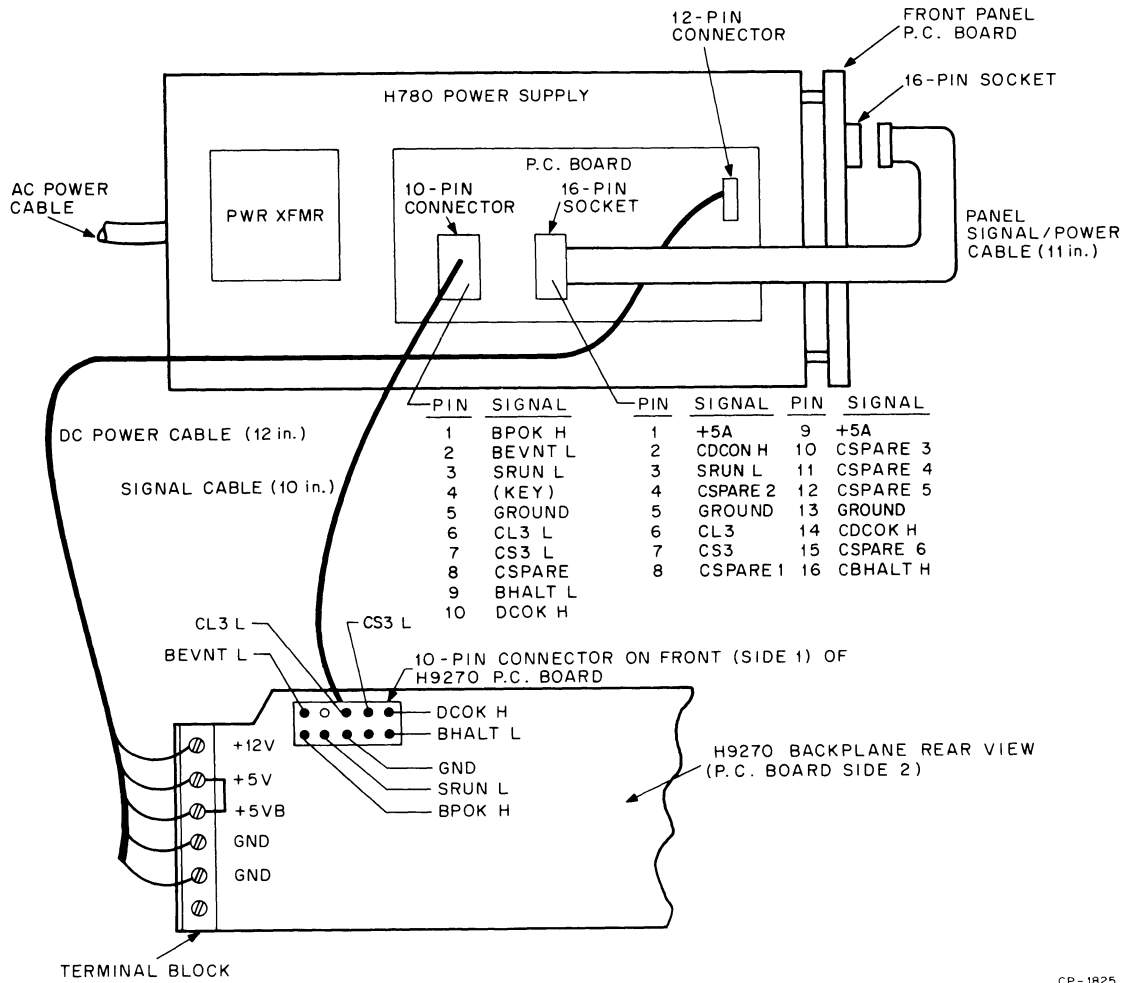 12-PIN
CONNECTOR
FRONT PANEL
P.C. BOARD
16-PIN SOCKET
H780 POWER SUPPLY
P.C. BOARD
10-PIN
CONNECTOR
16-PIN
SOCKET
AC POWER
CABLE
PWR XFMR
PANEL
SIGNAL/POWER
CABLE (11 in.)
PIN SIGNAL PIN SIGNAL PIN SIGNAL
1 BPOK H 1 +5A 9 +5A
2 BEVNT L 2 CDCON H 10 CSPARE 3
3 SRUN L 3 SRUN L 11 CSPARE 4
4 (KEY) 4 CSPARE 2 12 CSPARE 5
5 GROUND 5 GROUND 13 GROUND
6 CL3 L 6 CL3 14 CDCOK H
7 CS3 L 7 CS3 15 CSPARE 6
8 CSPARE 8 CSPARE 1 16 CBHALT H
9 BHALT L
10 DCOK H
DC POWER CABLE (12 in.)
SIGNAL CABLE (10 in.)
CL3 L
CS3 L
BEVNT L
10-PIN CONNECTOR ON FRONT (SIDE 1) OF
H9270 P.C. BOARD
DCOK H
BHALT L
GND
SRUN L
BPOK H
+12V
+5V
+5VB
GND
GND
H9270 BACKPLANE REAR VIEW
(P.C. BOARD SIDE 2)
TERMINAL BLOCK
CP-1825